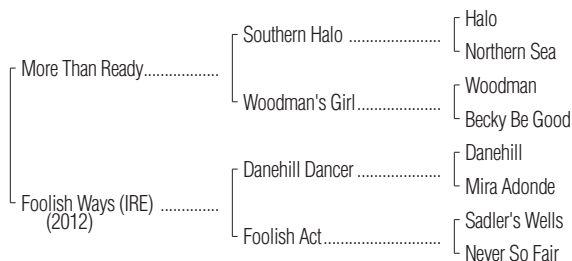 Halo
Southern Halo ..................
Northern Sea
More Than Ready.................
Woodman
Woodman's Girl ..................
Becky Be Good
Danehill
Danehill Dancer ..................
Mira Adonde
Foolish Ways (IRE) .............
(2012)
Sadler's Wells
Foolish Act.........................
Never So Fair